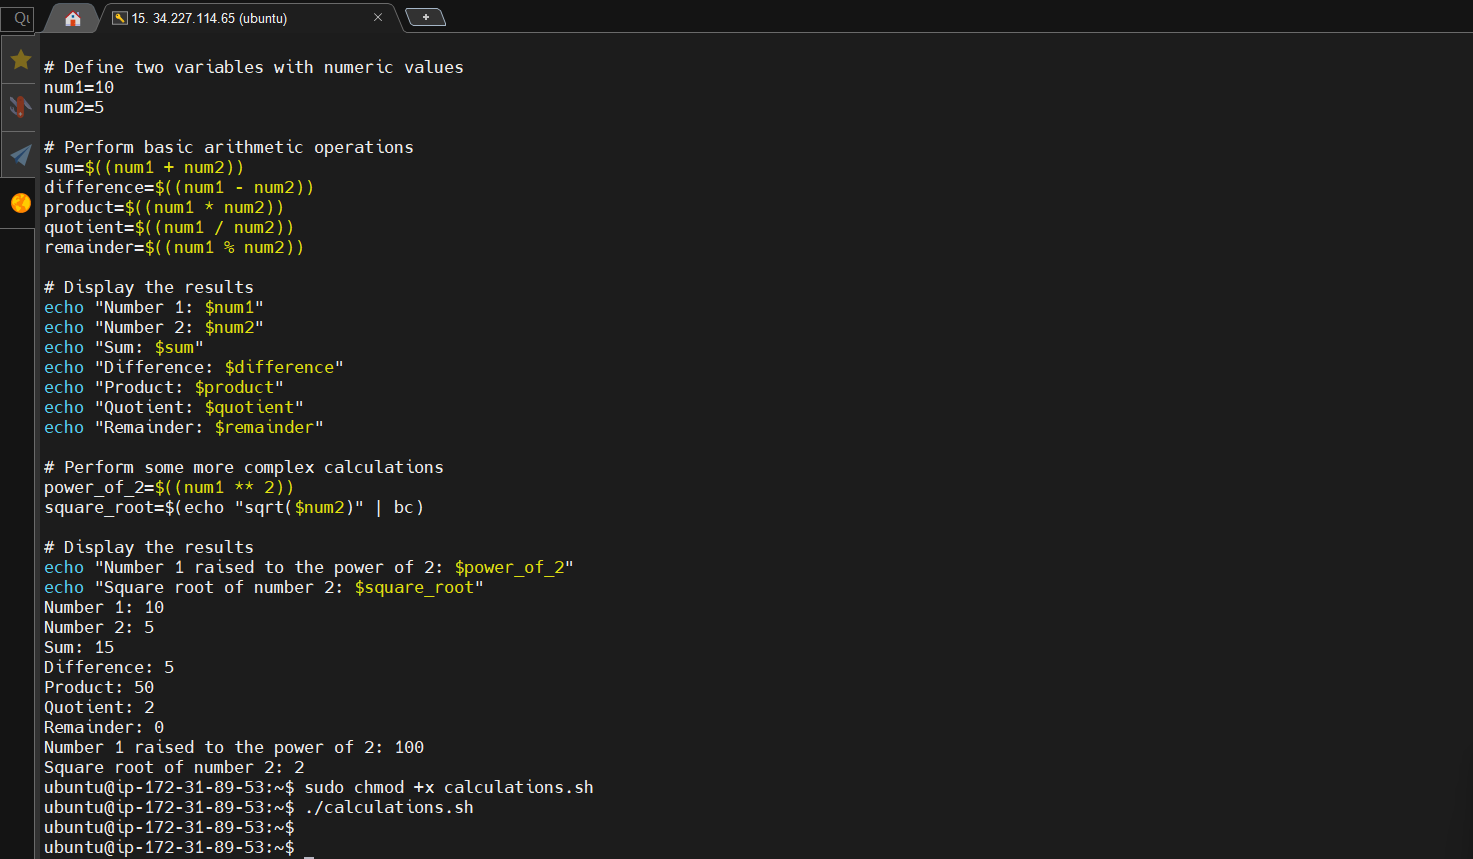 Qu
15. 34.227.114.65 (ubuntu)
# Define two variables with numeric values
num1=10
num2=5
# Perform basic arithmetic operations
sum=$((num1 + num2))
difference=$((num1 - num2))
product=$((num1 * num2))
quotient=$((num1 / num2))
remainder=$((num1 % num2))
# Display the results
echo "Number 1: $num1"
echo "Number 2: $num2"
echo "Sum: $sum"
echo "Difference: $difference"
echo "Product: $product"
echo "Quotient: $quotient"
echo "Remainder: $remainder"
# Perform some more complex calculations
power_of_2=$((num1 ** 2))
square_root=$(echo "sqrt($num2)" | bc)
# Display the results
echo "Number 1 raised to the power of 2: $power_of_2"
echo "Square root of number 2: $square_root"
Number 1: 10
Number 2: 5
Sum: 15
Difference: 5
Product: 50
Quotient: 2
Remainder: 0
Number 1 raised to the power of 2: 100
Square root of number 2: 2
ubuntu@ip-172-31-89-53:~$ sudo chmod +x calculations.sh
ubuntu@ip-172-31-89-53:~$ ./calculations.sh
ubuntu@ip-172-31-89-53:~$
ubuntu@ip-172-31-89-53:~$